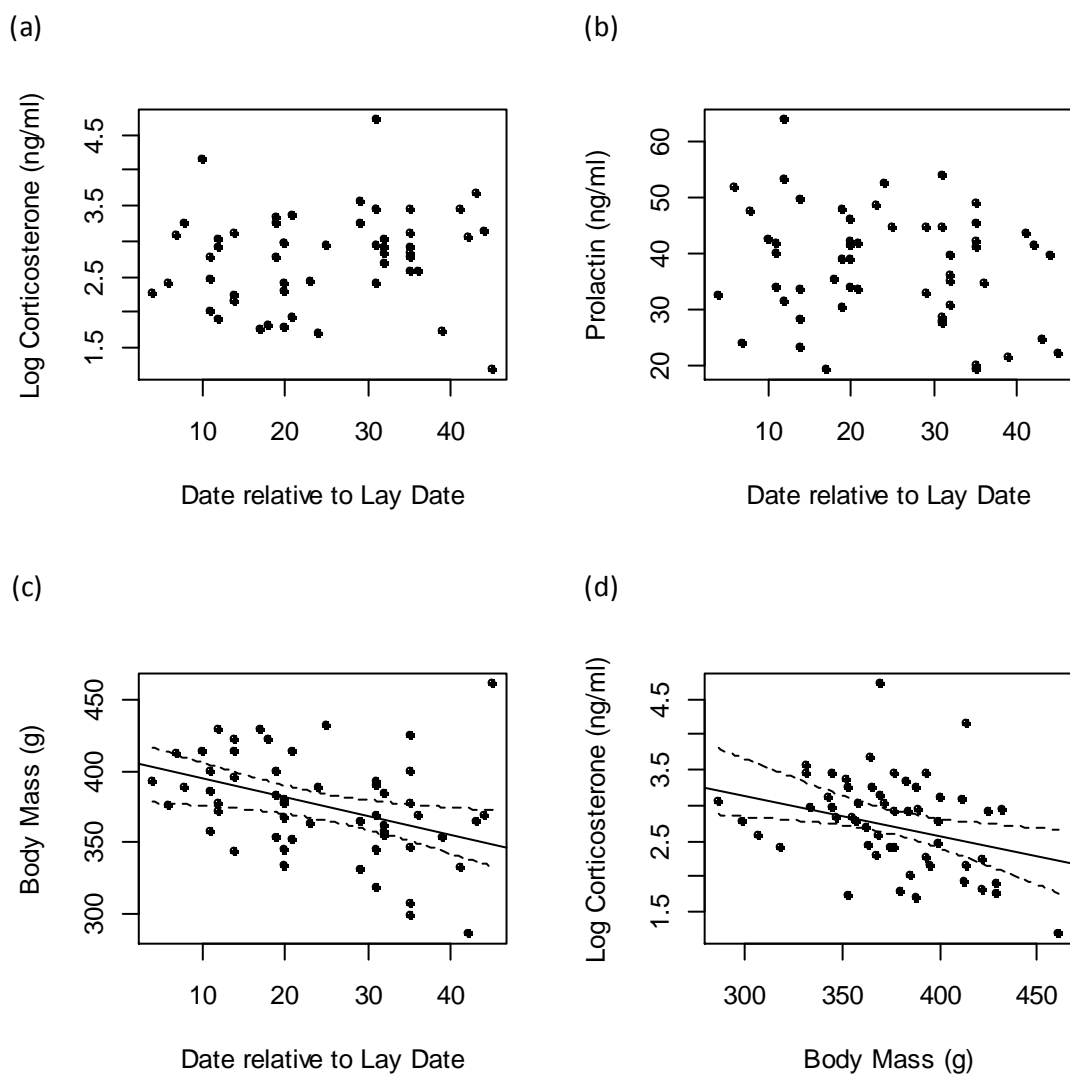 (a)
Log Corticosterone (ng/ml)
4.5
3.5
2.5
1.5
10 20 30 40
Date relative to Lay Date
(b)
Prolactin (ng/ml)
60
50
40
30
20
10 20 30 40
Date relative to Lay Date
(c)
Body Mass (g)
450
400
350
300
10 20 30 40
Date relative to Lay Date
(d)
Log Corticosterone (ng/ml)
4.5
3.5
2.5
1.5
300 350 400 450
Body Mass (g)